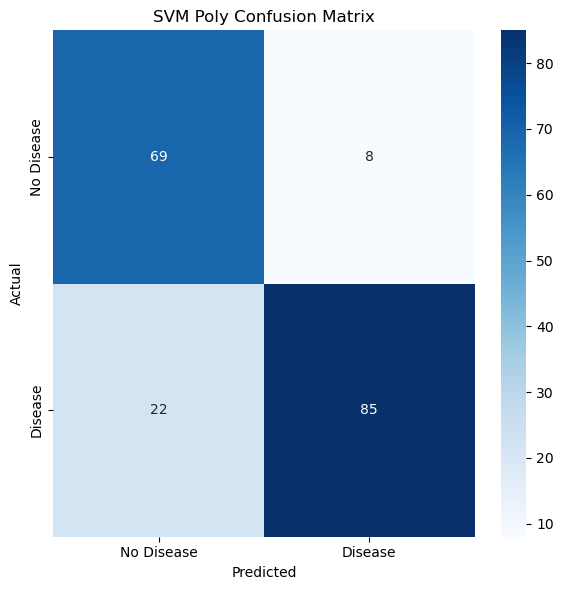 SVM Poly Confusion Matrix
No Disease
69
8
Actual
Disease
22
85
No Disease
Disease
Predicted
80
70
60
50
40
30
20
10